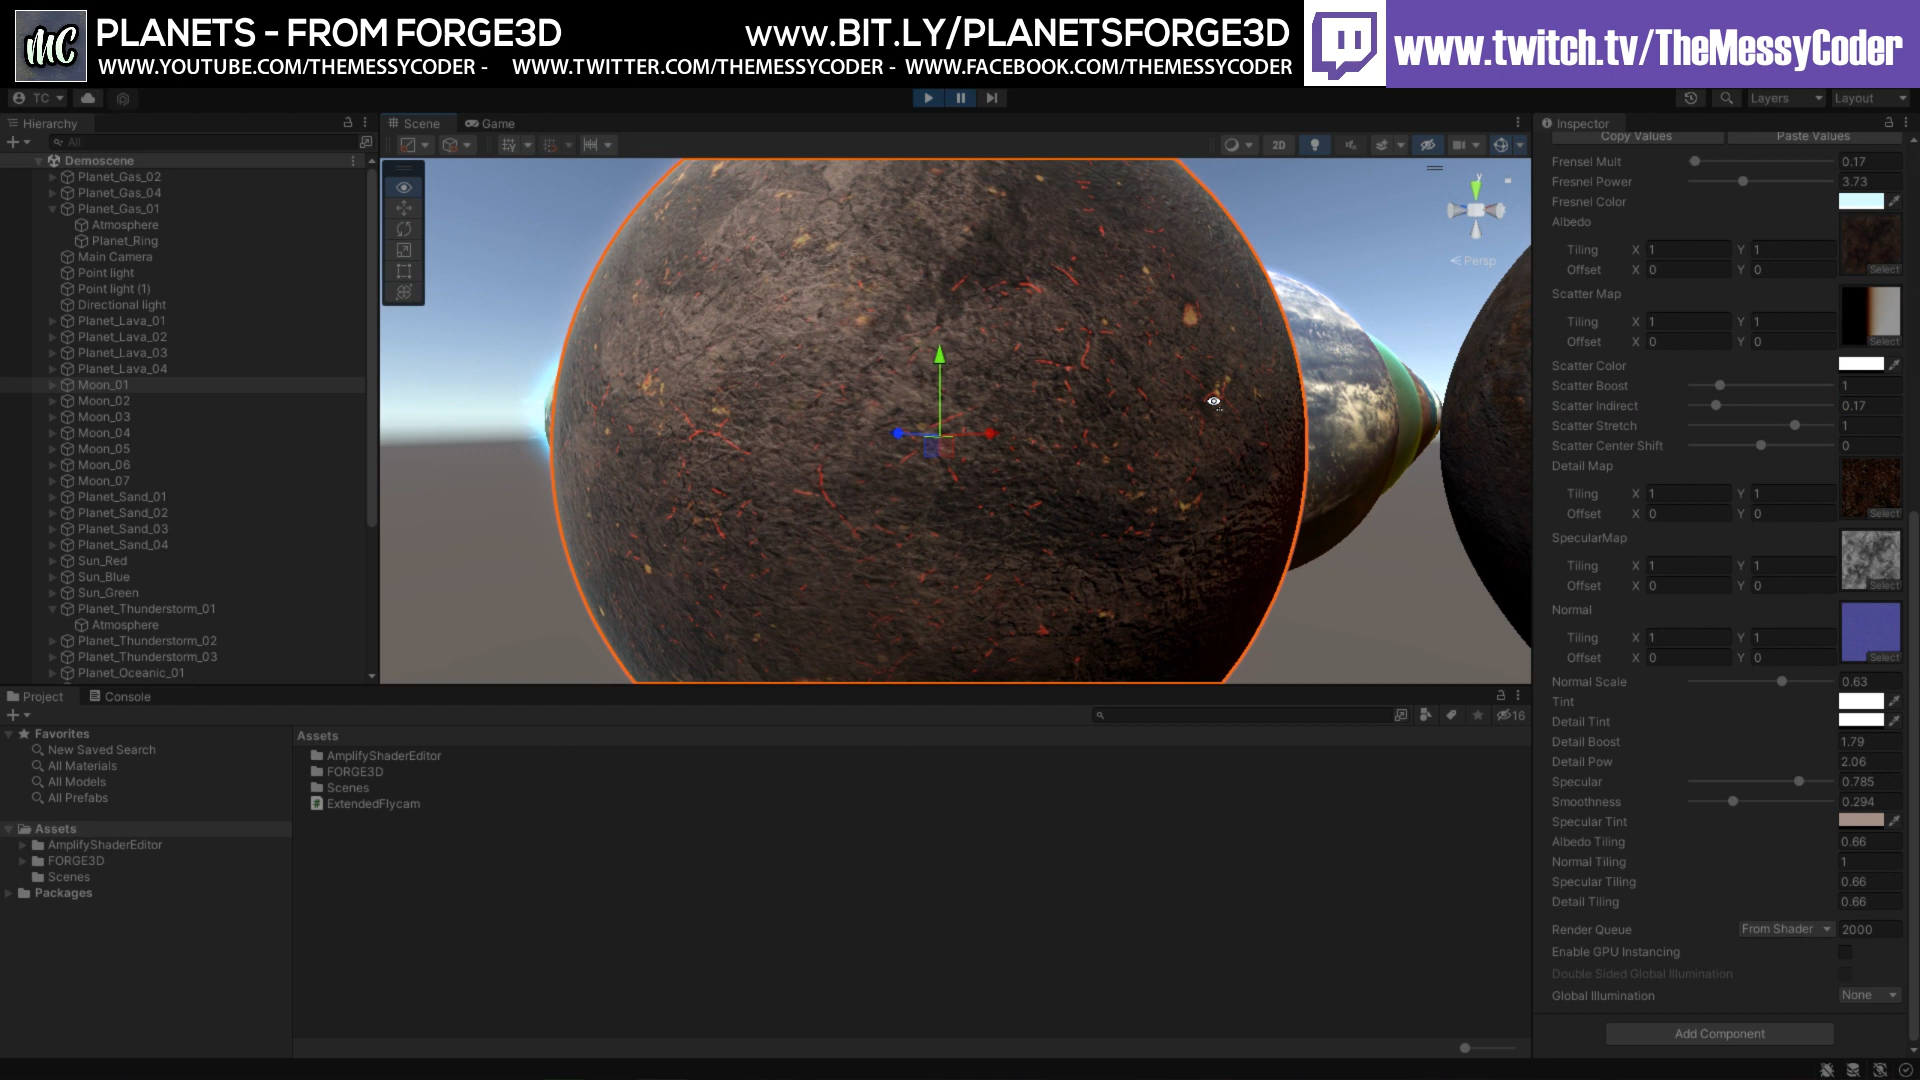 MC
PLANETS - FROM FORGE3D
www.BIT.LY/PLANETSFORGE3D
WWW.YOUTUBE.COM/THEMESSYCODER - WWW.TWITTER.COM/THEMESSYCODER - WWW.FACEBOOK.COM/THEMESSYCODER
www.twitch.tv/TheMessyCoder
TC
Layers
Layout
Hierarchy
All
Demoscene
Planet_Gas_02
Planet_Gas_04
Planet_Gas_01
Atmosphere
Planet_Ring
Main Camera
Point light
Point light (1)
Directional light
Planet_Lava_01
Planet_Lava_02
Planet_Lava_03
Planet_Lava_04
Moon_01
Moon_02
Moon_03
Moon_04
Moon_05
Moon_06
Moon_07
Planet_Sand_01
Planet_Sand_02
Planet_Sand_03
Planet_Sand_04
Sun_Red
Sun_Blue
Sun_Green
Planet_Thunderstorm_01
Atmosphere
Planet_Thunderstorm_02
Planet_Thunderstorm_03
Planet_Oceanic_01
Scene
Game
2D
y
Persp
Inspector
Copy Values
Paste Values
Frensel Mult 0.17
Fresnel Power 3.73
Fresnel Color
Albedo
Tiling X 1 Y 1
Offset X 0 Y 0
Select
Scatter Map
Tiling X 1 Y 1
Offset X 0 Y 0
Select
Scatter Color
Scatter Boost 1
Scatter Indirect 0.17
Scatter Stretch 1
Scatter Center Shift 0
Detail Map
Tiling X 1 Y 1
Offset X 0 Y 0
Select
SpecularMap
Tiling X 1 Y 1
Offset X 0 Y 0
Select
Normal
Tiling X 1 Y 1
Offset X 0 Y 0
Select
Normal Scale 0.63
Tint
Detail Tint
Detail Boost 1.79
Detail Pow 2.06
Specular 0.785
Smoothness 0.294
Specular Tint
Albedo Tiling 0.66
Normal Tiling 1
Specular Tiling 0.66
Detail Tiling 0.66
Render Queue From Shader 2000
Enable GPU Instancing
Double Sided Global Illumination
Global Illumination None
Add Component
Project
Console
16
Favorites
New Saved Search
All Materials
All Models
All Prefabs
Assets
AmplifyShaderEditor
FORGE3D
Scenes
Packages
Assets
AmplifyShaderEditor
FORGE3D
Scenes
ExtendedFlycam